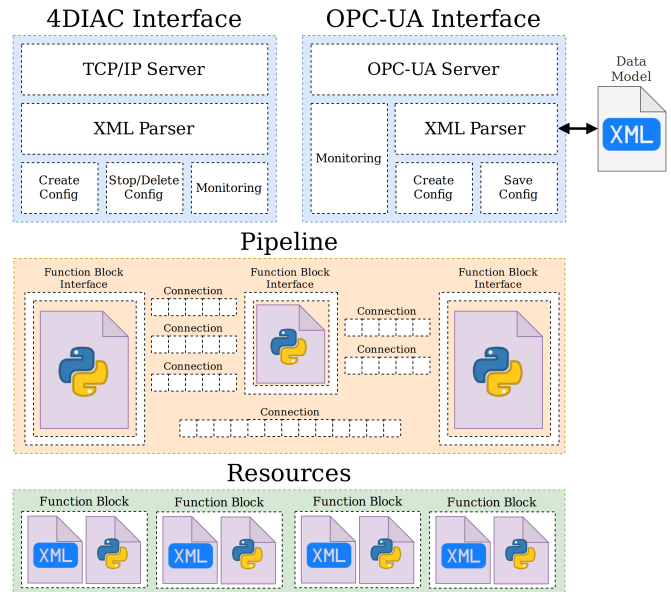 4DIAC Interface
TCP/IP Server
XML Parser
Create
Config
Stop/Delete
Config
Monitoring
OPC-UA Interface
OPC-UA Server
Monitoring
XML Parser
Create
Config
Save
Config
Data
Model
XML
Pipeline
Function Block
Interface
Connection
Connection
Connection
Function Block
Interface
Connection
Connection
Function Block
Interface
Connection
Resources
Function Block
XML
Function Block
XML
Function Block
XML
Function Block
XML